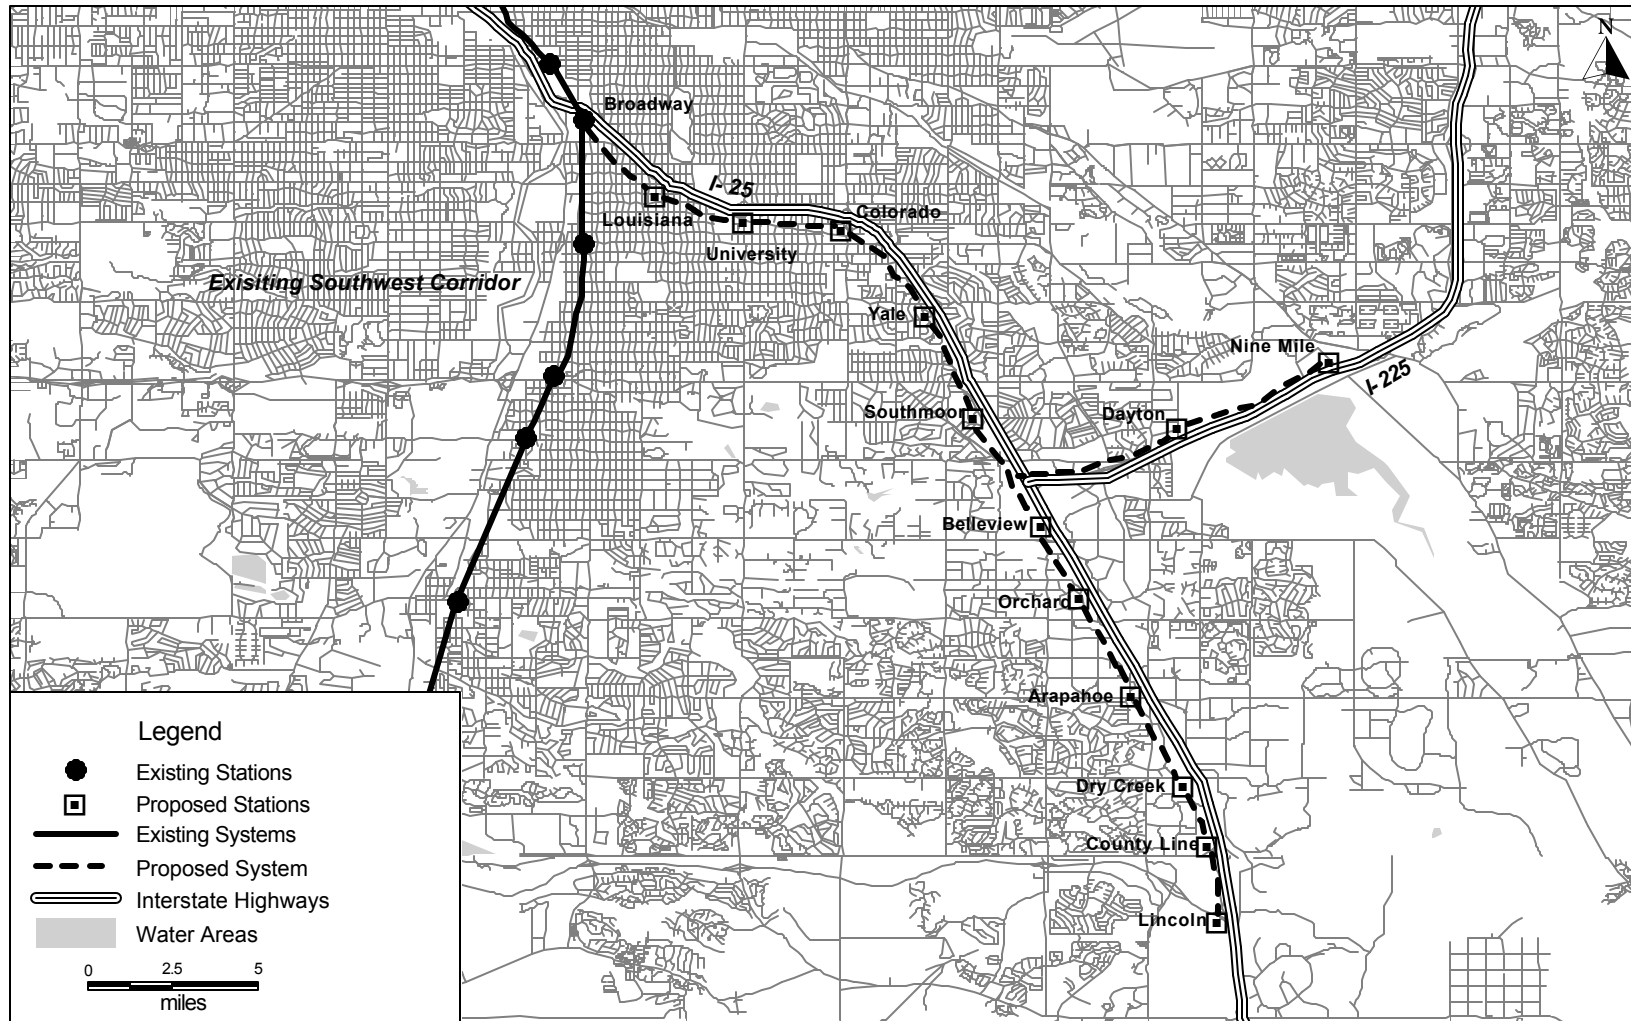 N
Broadway
I- 25
Louisiana
Colorado
University
Exisiting Southwest Corridor
Yale
Nine Mile
I- 225
Southmoor
Dayton
Belleview
Orchard
Arapahoe
Dry Creek
County Line
Lincoln
Legend
Existing Stations
Proposed Stations
Existing Systems
Proposed System
Interstate Highways
Water Areas
0 2.5 5
miles